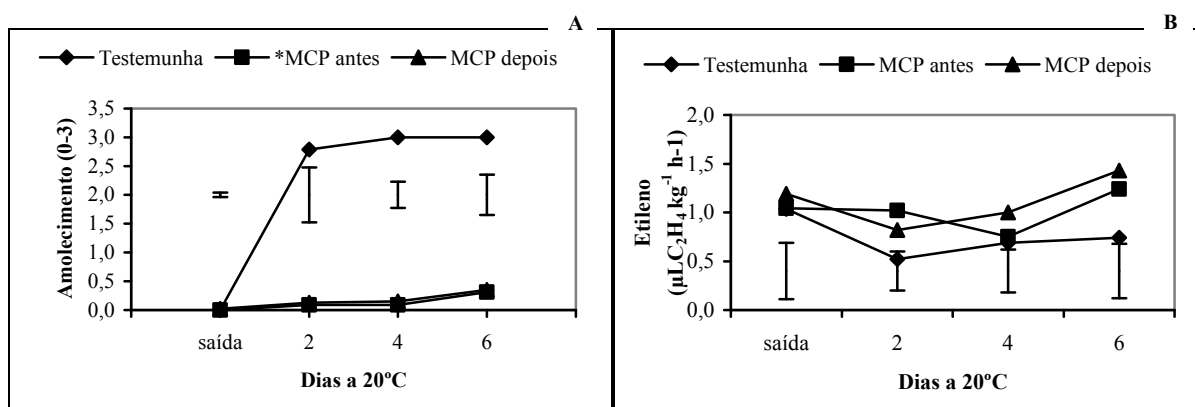 A
Testemunha *MCP antes MCP depois
Amolecimento (0-3)
3,5
3,0
2,5
2,0
1,5
1,0
0,5
0,0
saída 2 4 6
Dias a 20ºC
B
Testemunha MCP antes MCP depois
Etileno
(µLC₂H₄ kg⁻¹ h-1)
2,0
1,5
1,0
0,5
0,0
saída 2 4 6
Dias a 20ºC